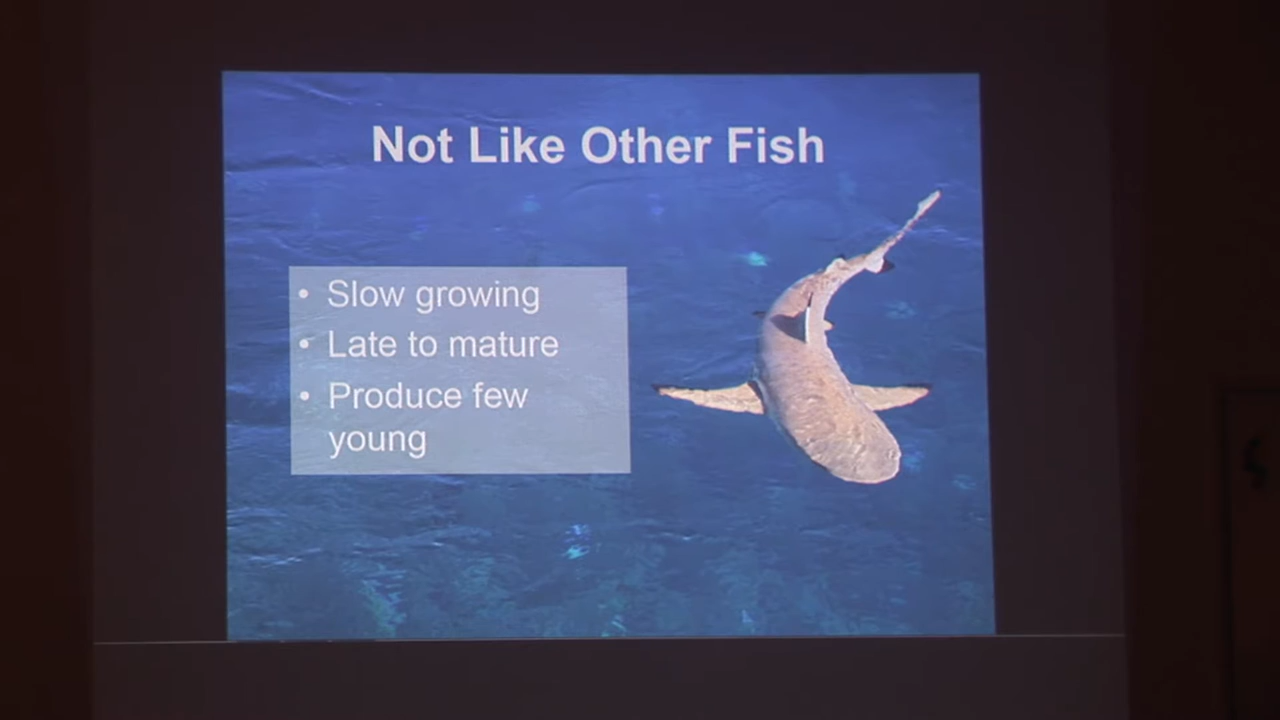 Not Like Other Fish
• Slow growing
• Late to mature
• Produce few
young